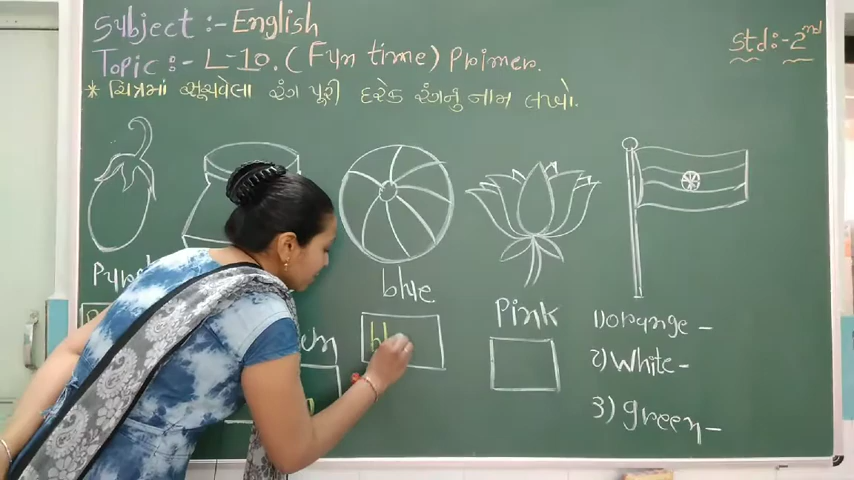 Subject :- English
Topic :- L-10. (Fun time) Primer.
Std :- 2nd
* ચિત્રમાં સૂચવેલા રંગ પૂરી દરેક રંગનું નામ લખો.
blue.
Pink
bl
1) orange -
2) White -
3) green -